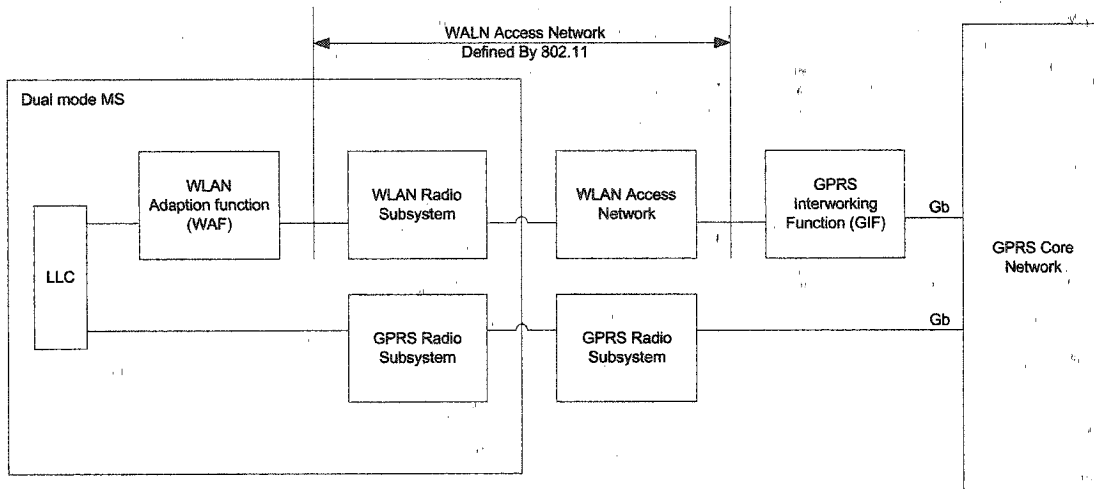 WALN Access Network
Defined By 802.11
Dual mode MS
WLAN
Adaption function
(WAF)
WLAN Radio
Subsystem
WLAN Access
Network
GPRS
Interworking
Function (GIF)
Gb
LLC
GPRS Core
Network
GPRS Radio
Subsystem
GPRS Radio
Subsystem
Gb